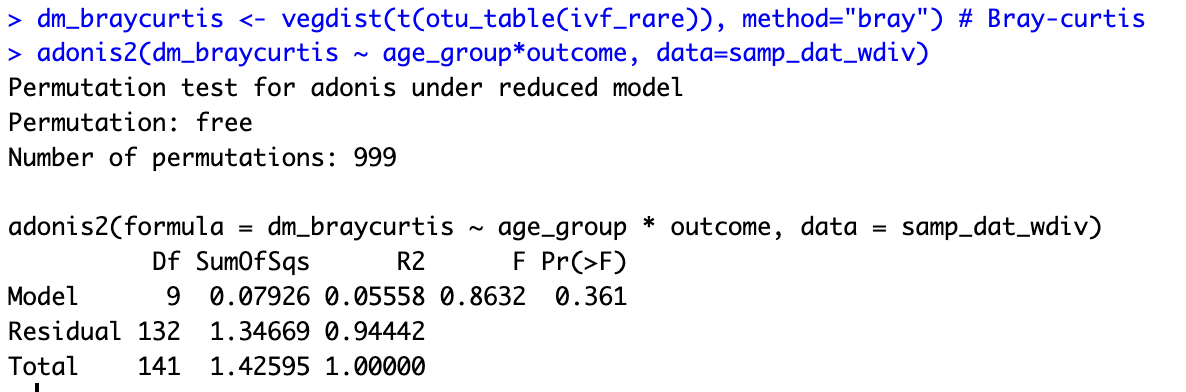 > dm_braycurtis <- vegdist(t(otu_table(ivf_rare)), method="bray") # Bray-curtis
> adonis2(dm_braycurtis ~ age_group*outcome, data=samp_dat_wdiv)
Permutation test for adonis under reduced model
Permutation: free
Number of permutations: 999
adonis2(formula = dm_braycurtis ~ age_group * outcome, data = samp_dat_wdiv)
Df SumOfSqs R2 F Pr(>F)
Model 9 0.07926 0.05558 0.8632 0.361
Residual 132 1.34669 0.94442
Total 141 1.42595 1.00000